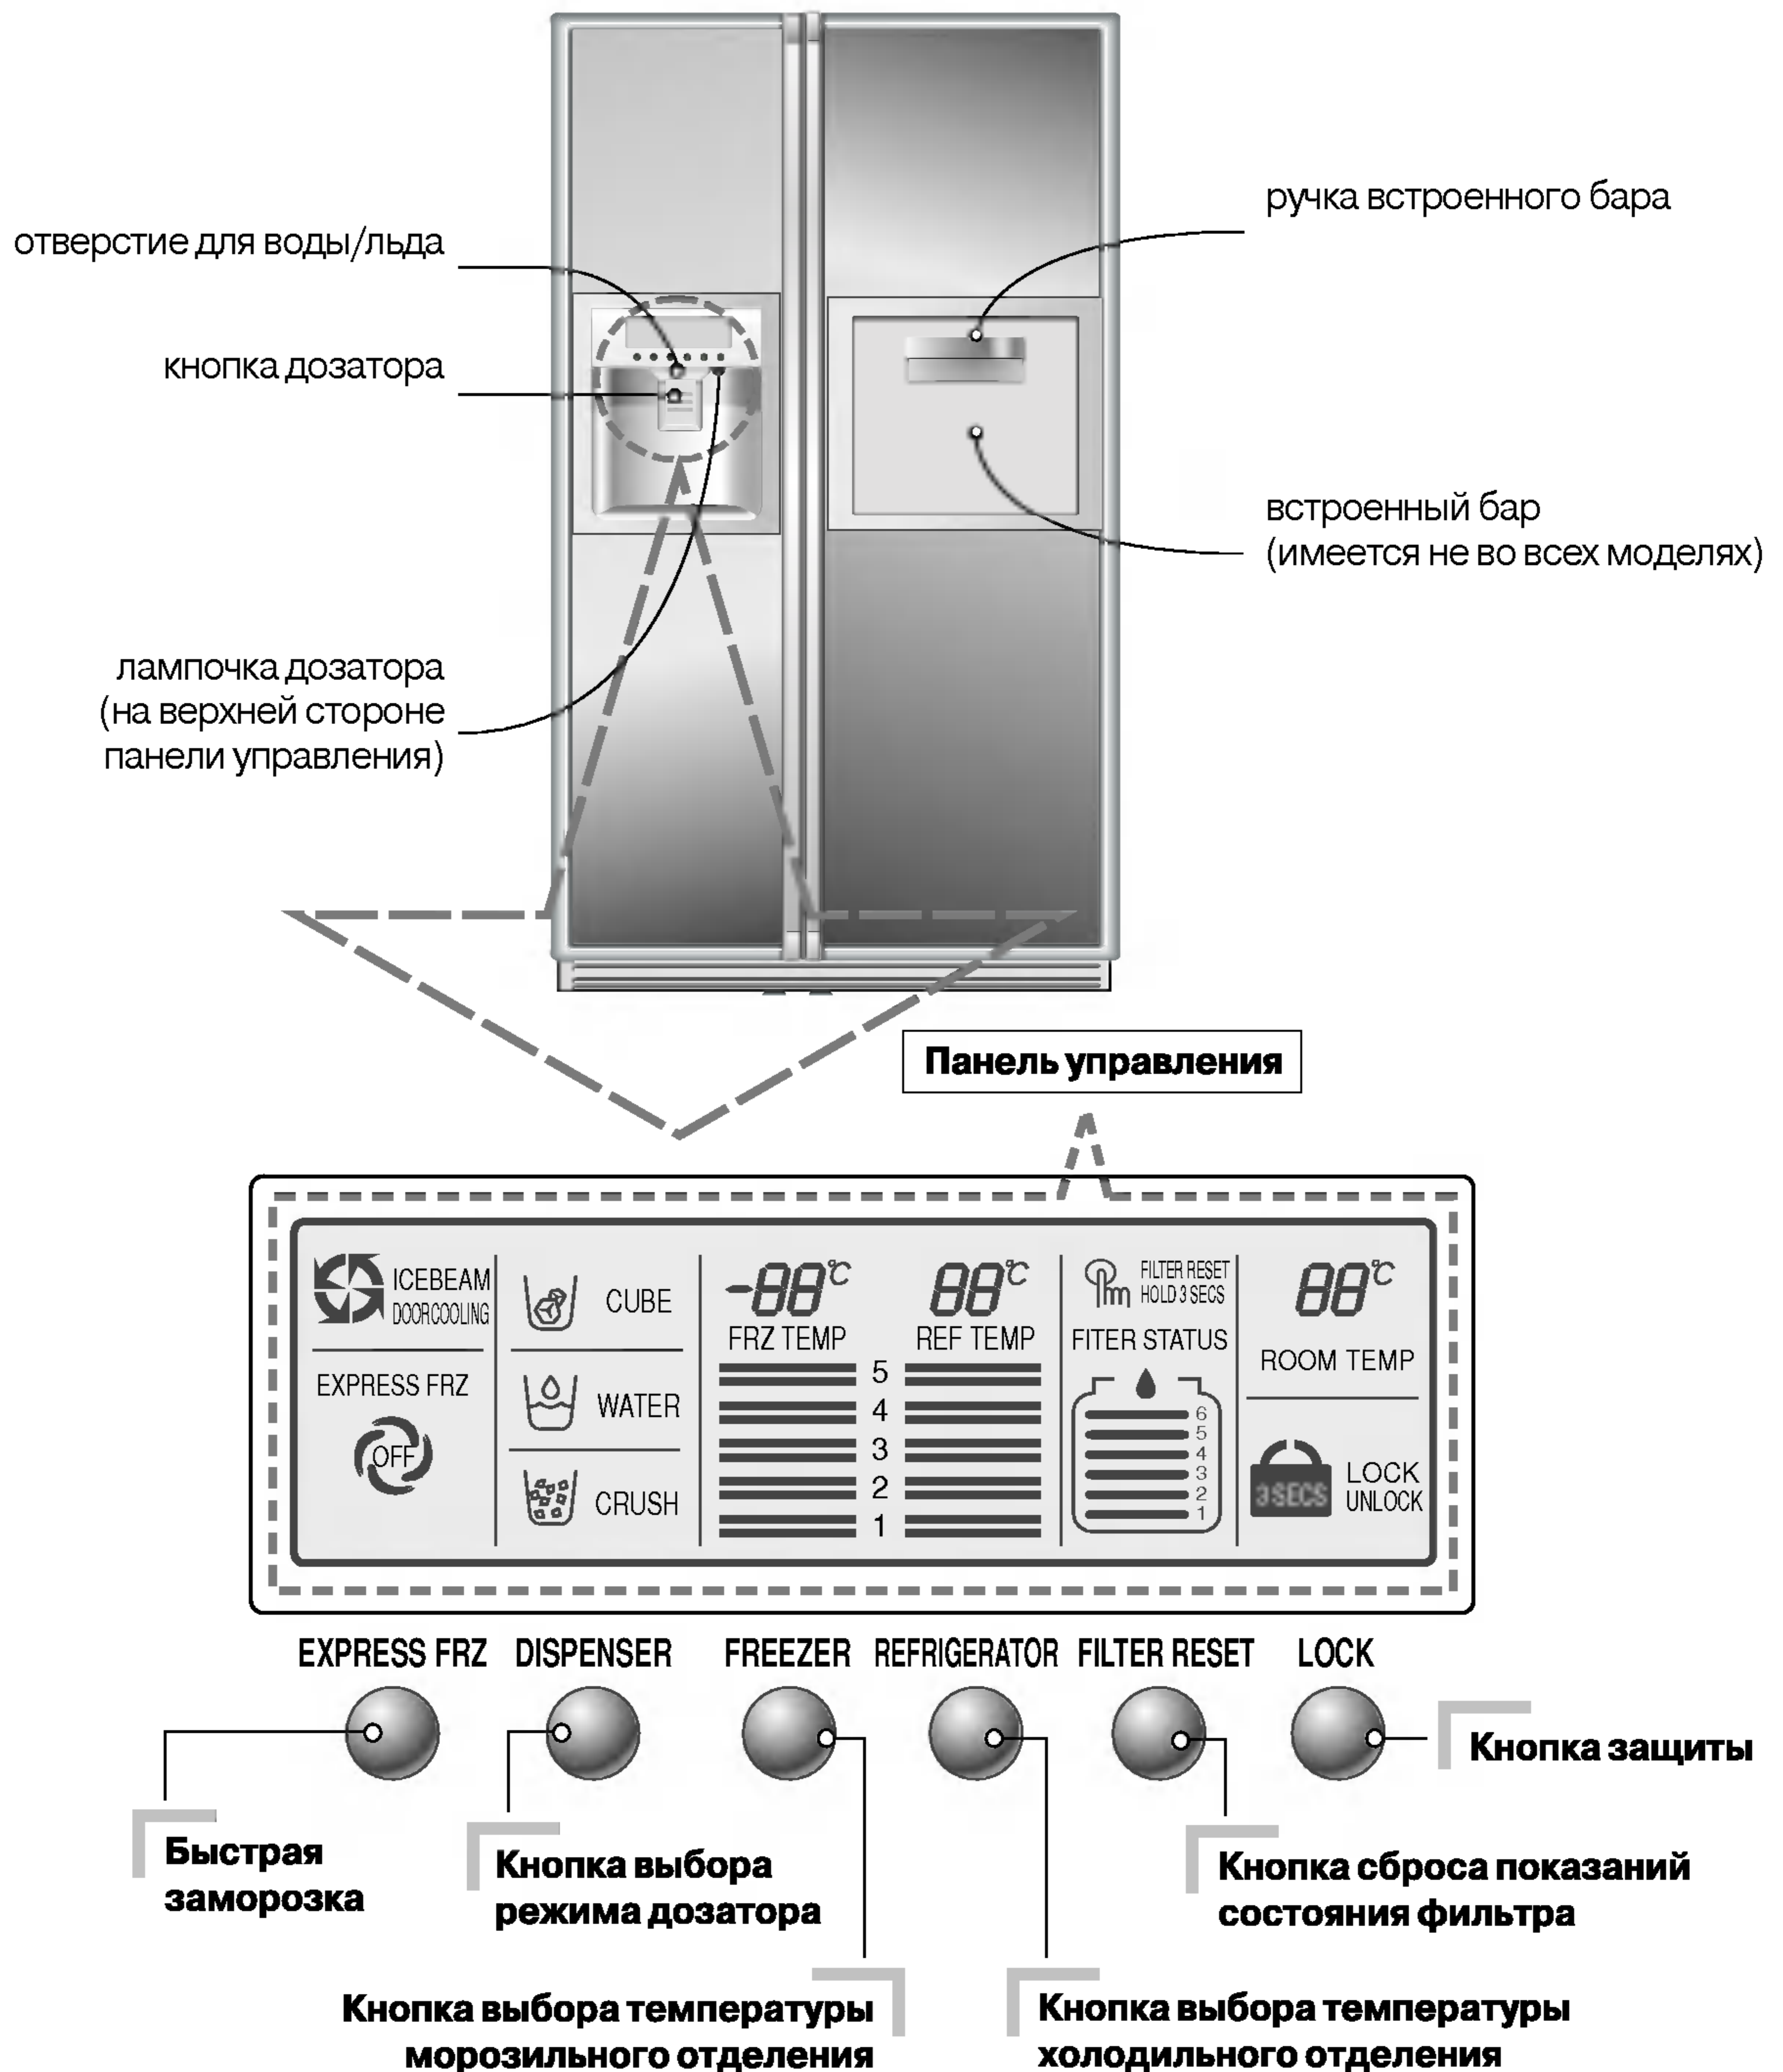 ручка встроенного бара
отверстие для воды/льда
кнопка дозатора
встроенный бар
(имеется не во всех моделях)
лампочка дозатора
(на верхней стороне
панели управления)
Панель управления
ICEBEAM
DOORCOOLING
EXPRESS FRZ
OFF
CUBE
WATER
CRUSH
-88°C
FRZ TEMP
88°C
REF TEMP
5
4
3
2
1
FILTER RESET
HOLD 3 SECS
FITER STATUS
6
5
4
3
2
1
88°C
ROOM TEMP
3 SECS
LOCK
UNLOCK
EXPRESS FRZ
DISPENSER
FREEZER
REFRIGERATOR
FILTER RESET
LOCK
Кнопка защиты
Быстрая
заморозка
Кнопка выбора
режима дозатора
Кнопка сброса показаний
состояния фильтра
Кнопка выбора температуры
морозильного отделения
Кнопка выбора температуры
холодильного отделения